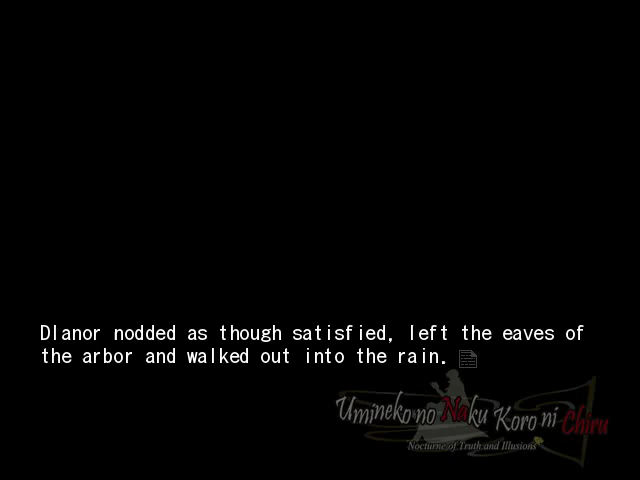 Dlanor nodded as though satisfied, left the eaves of
the arbor and walked out into the rain.
Umineko no Naku Koro ni Chiru
Nocturne of Truth and Illusions